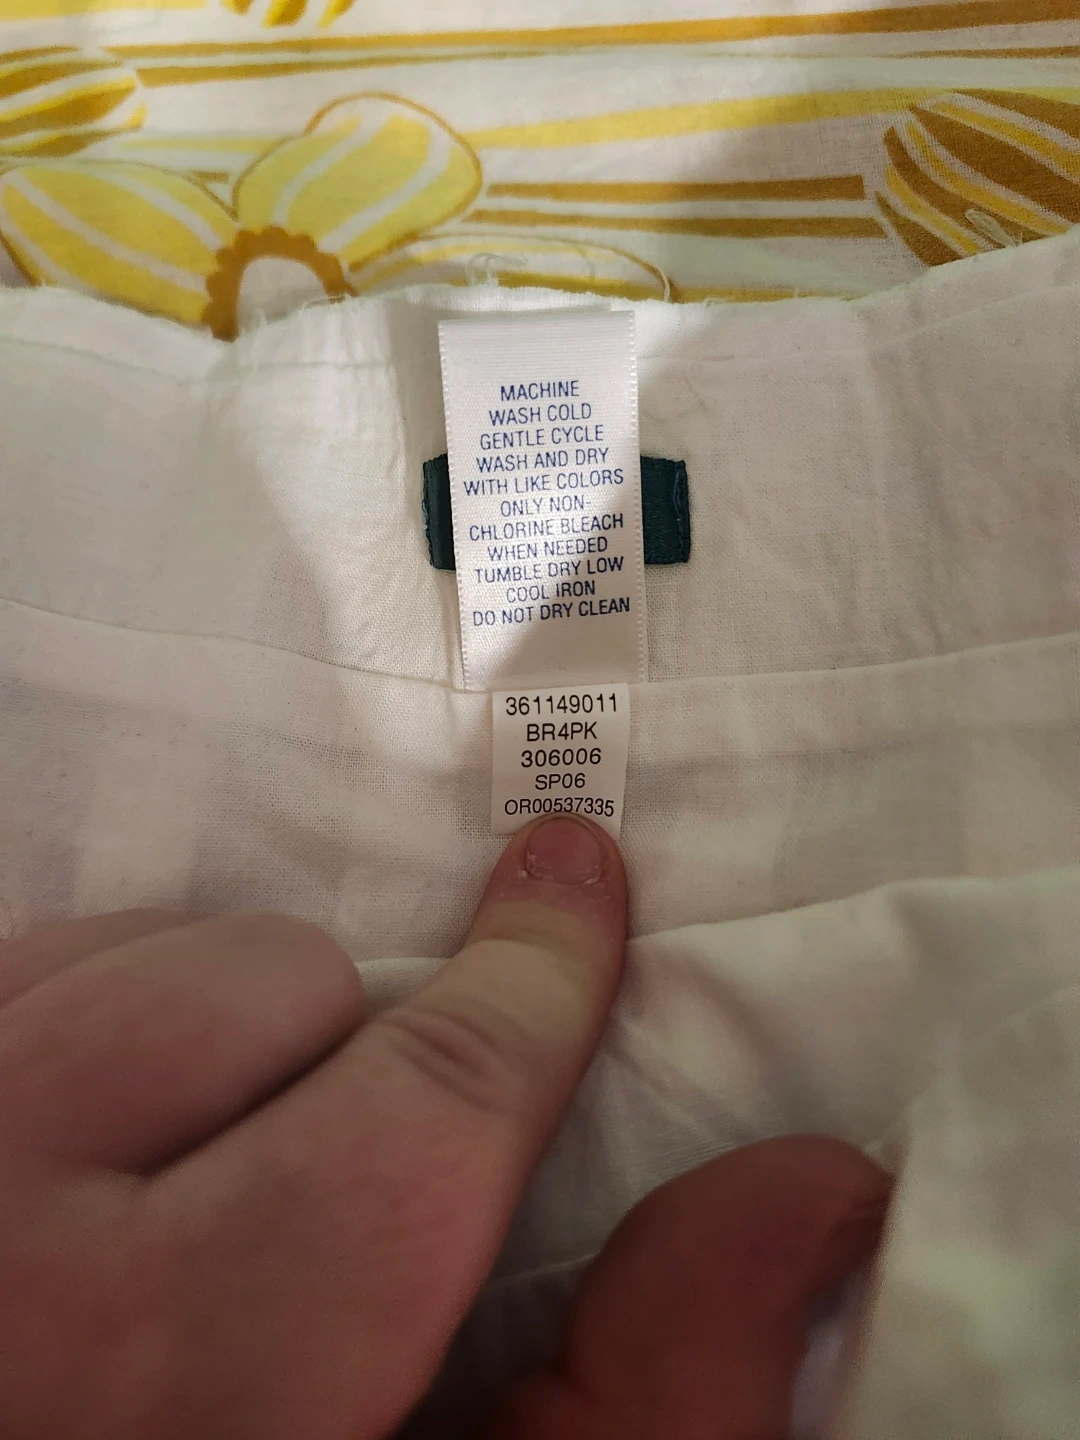 MACHINE
WASH COLD
GENTLE CYCLE
WASH AND DRY
WITH LIKE COLORS
ONLY NON-
CHLORINE BLEACH
WHEN NEEDED
TUMBLE DRY LOW
COOL IRON
DO NOT DRY CLEAN
361149011
BR4PK
306006
SP06
OR00537335